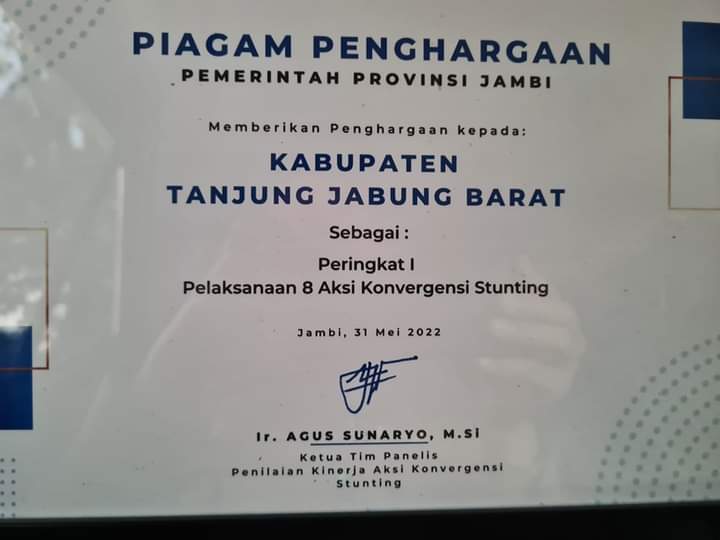 PIAGAM PENGHARGAAN
PEMERINTAH PROVINSI JAMBI
Memberikan Penghargaan kepada:
KABUPATEN
TANJUNG JABUNG BARAT
Sebagai :
Peringkat I
Pelaksanaan 8 Aksi Konvergensi Stunting
Jambi, 31 Mei 2022
Ir. AGUS SUNARYO, M.Si
Ketua Tim Panelis
Penilaian Kinerja Aksi Konvergensi
Stunting